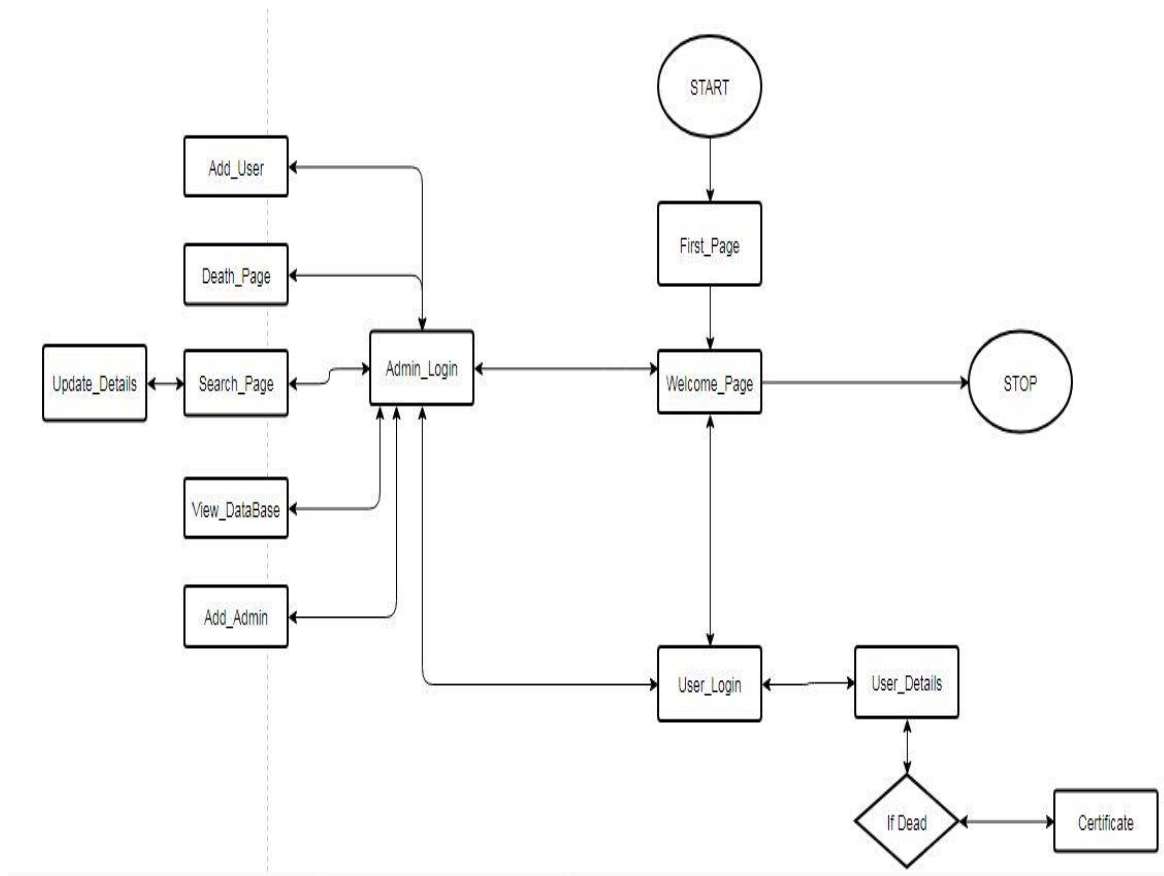 START
Add_User
First_Page
Death_Page
Admin_Login
Update_Details
Search_Page
Welcome_Page
STOP
View_DataBase
Add_Admin
User_Login
User_Details
If Dead
Certificate